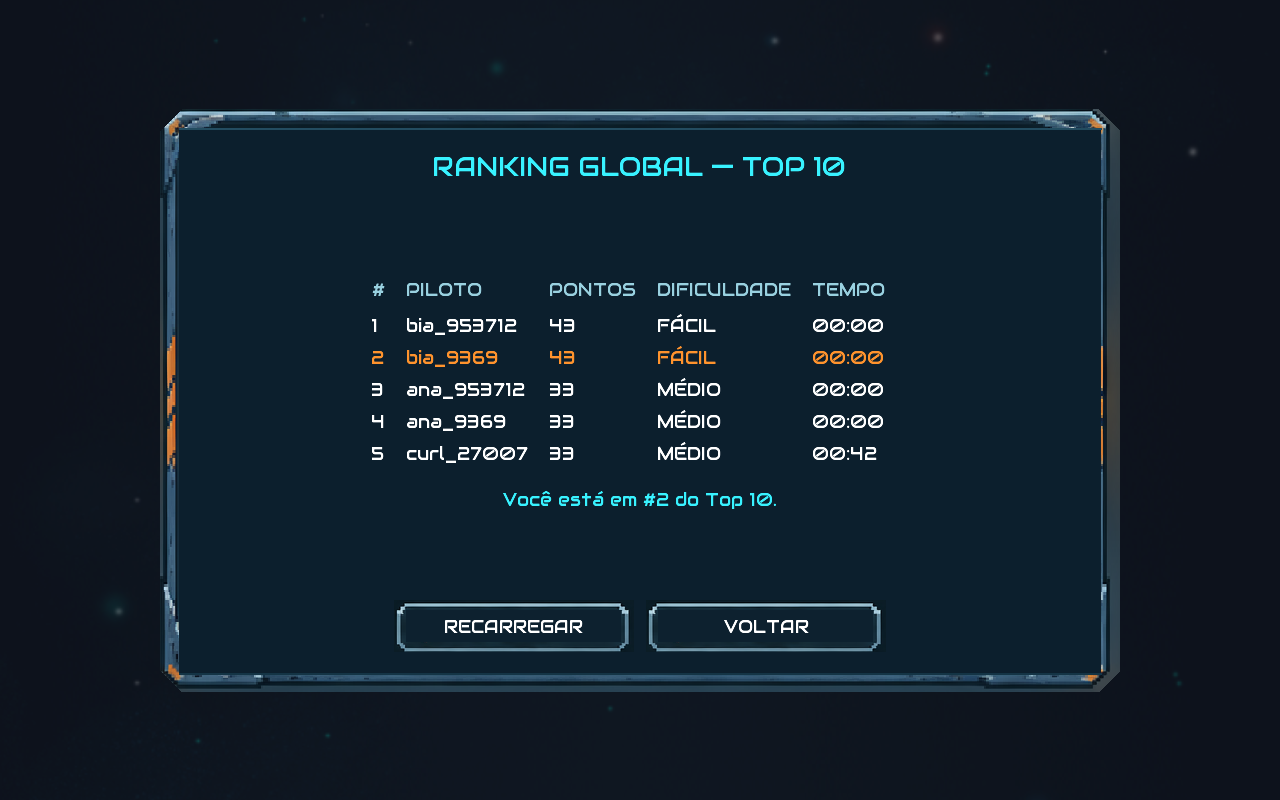 RANKING GLOBAL — TOP 10
# PILOTO PONTOS DIFICULDADE TEMPO
1 bia_953712 43 FÁCIL 00:00
2 bia_9369 43 FÁCIL 00:00
3 ana_953712 33 MÉDIO 00:00
4 ana_9369 33 MÉDIO 00:00
5 curl_27007 33 MÉDIO 00:42
Você está em #2 do Top 10.
RECARREGAR VOLTAR